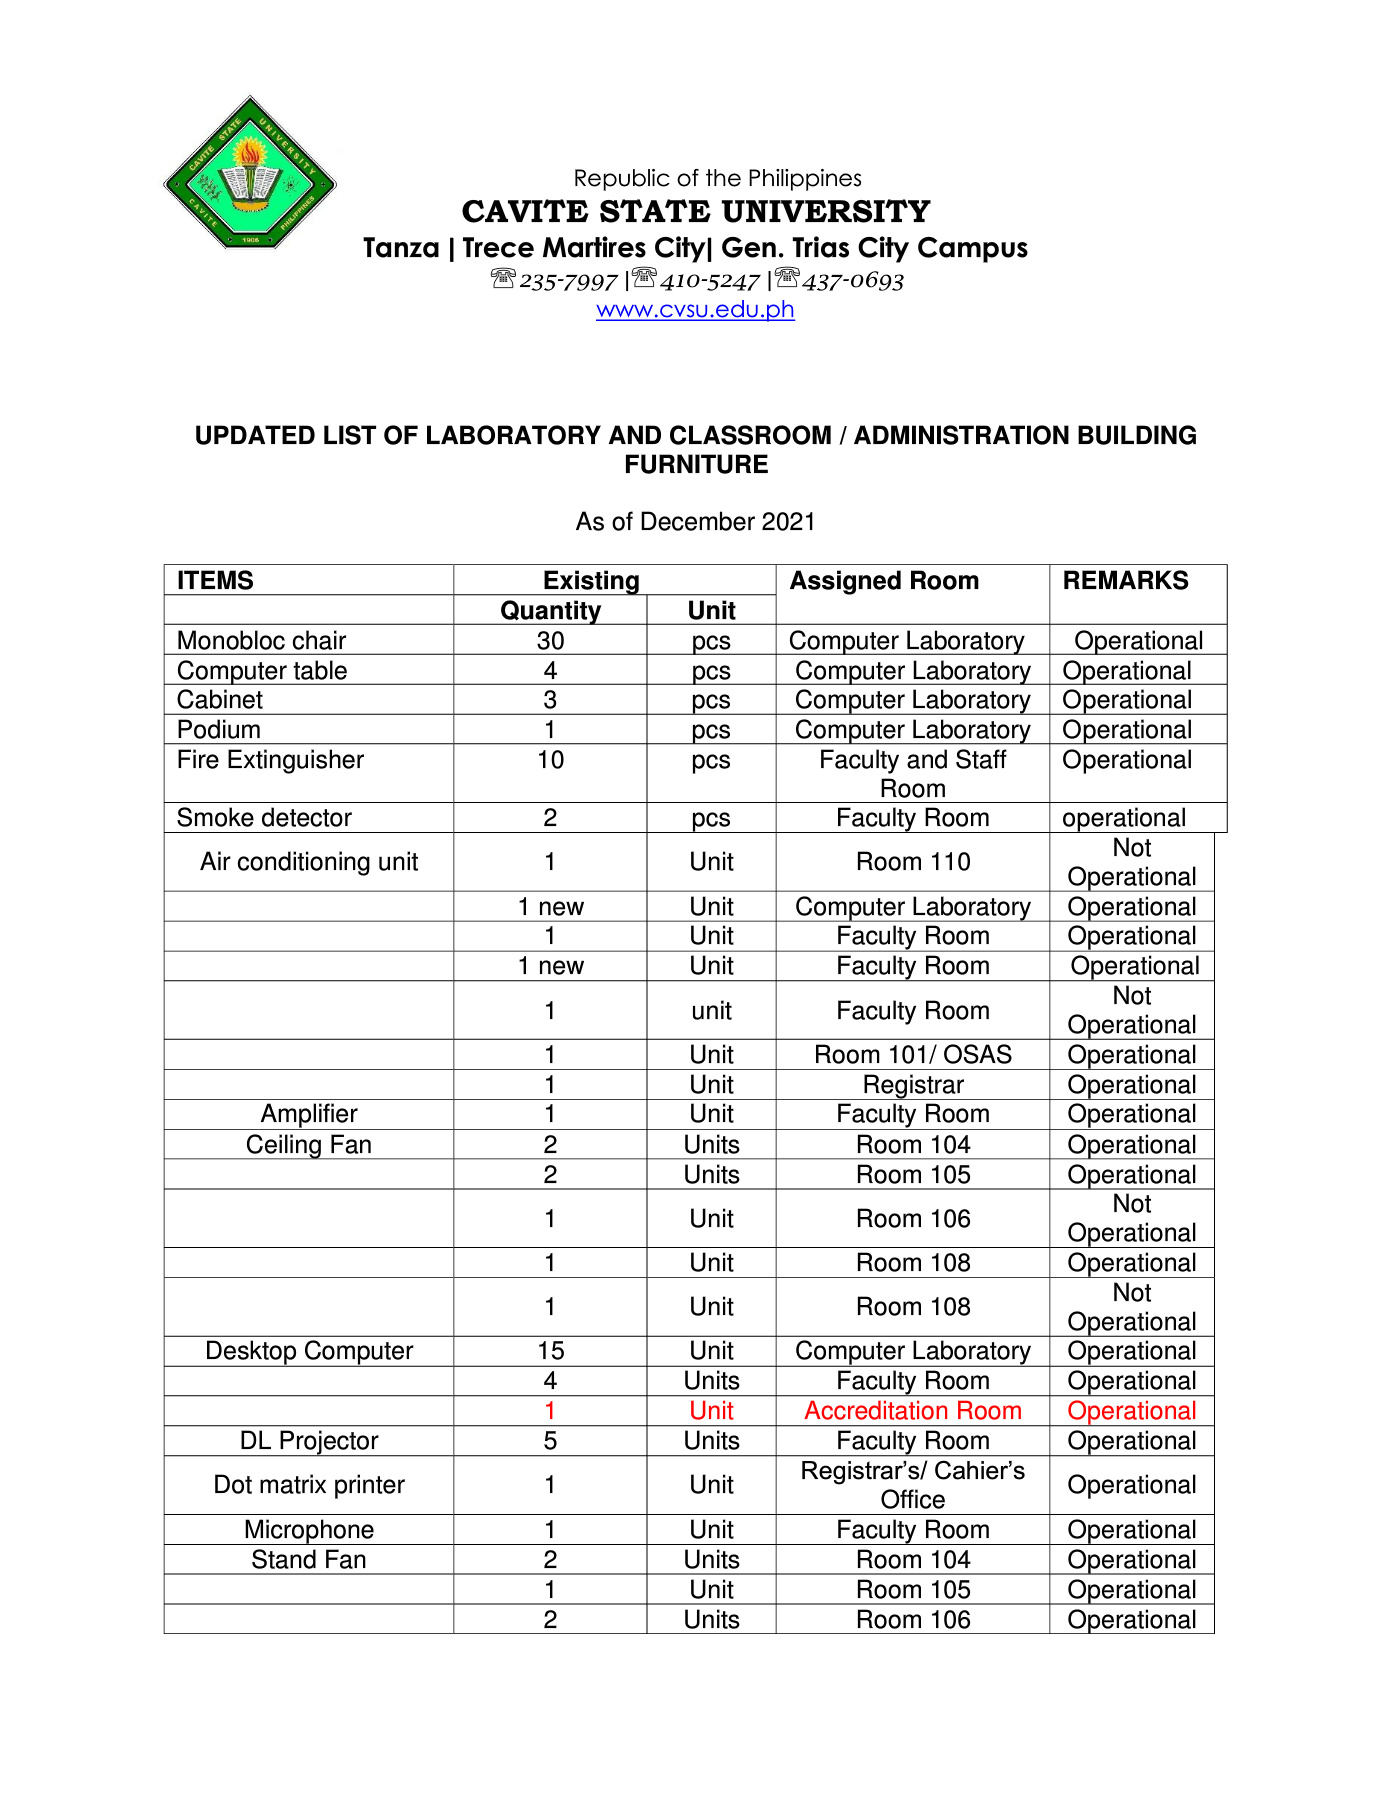 CAVITE STATE UNIVERSITY
CAVITE PHILIPPINES
1906
Republic of the Philippines
CAVITE STATE UNIVERSITY
Tanza | Trece Martires City| Gen. Trias City Campus
☏235-7997 |☏410-5247 |☏437-0693
www.cvsu.edu.ph
UPDATED LIST OF LABORATORY AND CLASSROOM / ADMINISTRATION BUILDING
FURNITURE
As of December 2021
ITEMS Existing Assigned Room REMARKS
Quantity Unit
Monobloc chair 30 pcs Computer Laboratory Operational
Computer table 4 pcs Computer Laboratory Operational
Cabinet 3 pcs Computer Laboratory Operational
Podium 1 pcs Computer Laboratory Operational
Fire Extinguisher 10 pcs Faculty and Staff Operational
Room
Smoke detector 2 pcs Faculty Room operational
Not
Air conditioning unit 1 Unit Room 110
Operational
1 new Unit Computer Laboratory Operational
1 Unit Faculty Room Operational
1 new Unit Faculty Room Operational
Not
1 unit Faculty Room
Operational
1 Unit Room 101/ OSAS Operational
1 Unit Registrar Operational
Amplifier 1 Unit Faculty Room Operational
Ceiling Fan 2 Units Room 104 Operational
2 Units Room 105 Operational
Not
1 Unit Room 106
Operational
1 Unit Room 108 Operational
Not
1 Unit Room 108
Operational
Desktop Computer 15 Unit Computer Laboratory Operational
4 Units Faculty Room Operational
1 Unit Accreditation Room Operational
DL Projector 5 Units Faculty Room Operational
Registrar’s/ Cahier’s
Dot matrix printer 1 Unit Operational
Office
Microphone 1 Unit Faculty Room Operational
Stand Fan 2 Units Room 104 Operational
1 Unit Room 105 Operational
2 Units Room 106 Operational